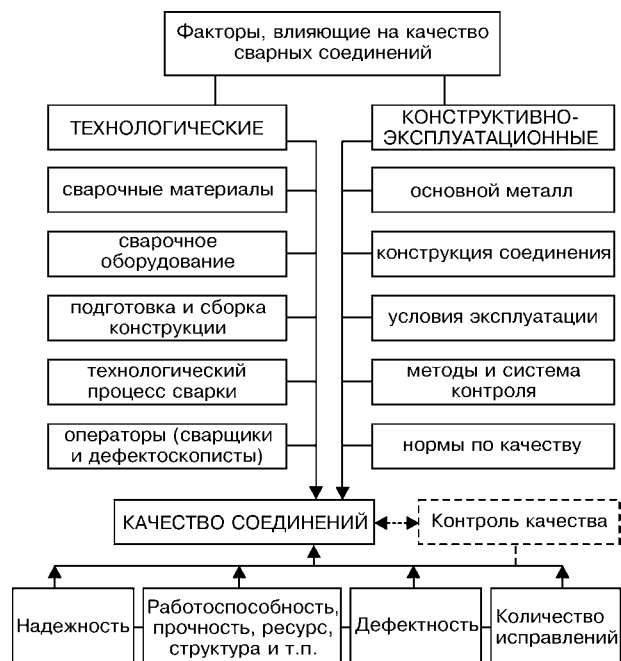 Факторы, влияющие на качество
сварных соединений
ТЕХНОЛОГИЧЕСКИЕ
КОНСТРУКТИВНО-
ЭКСПЛУАТАЦИОННЫЕ
сварочные материалы
основной металл
сварочное
оборудование
конструкция соединения
подготовка и сборка
конструкции
условия эксплуатации
технологический
процесс сварки
методы и система
контроля
операторы (сварщики
и дефектоскописты)
нормы по качеству
КАЧЕСТВО СОЕДИНЕНИЙ
Контроль качества
Надежность
Работоспособность,
прочность, ресурс,
структура и т.п.
Дефектность
Количество
исправлений